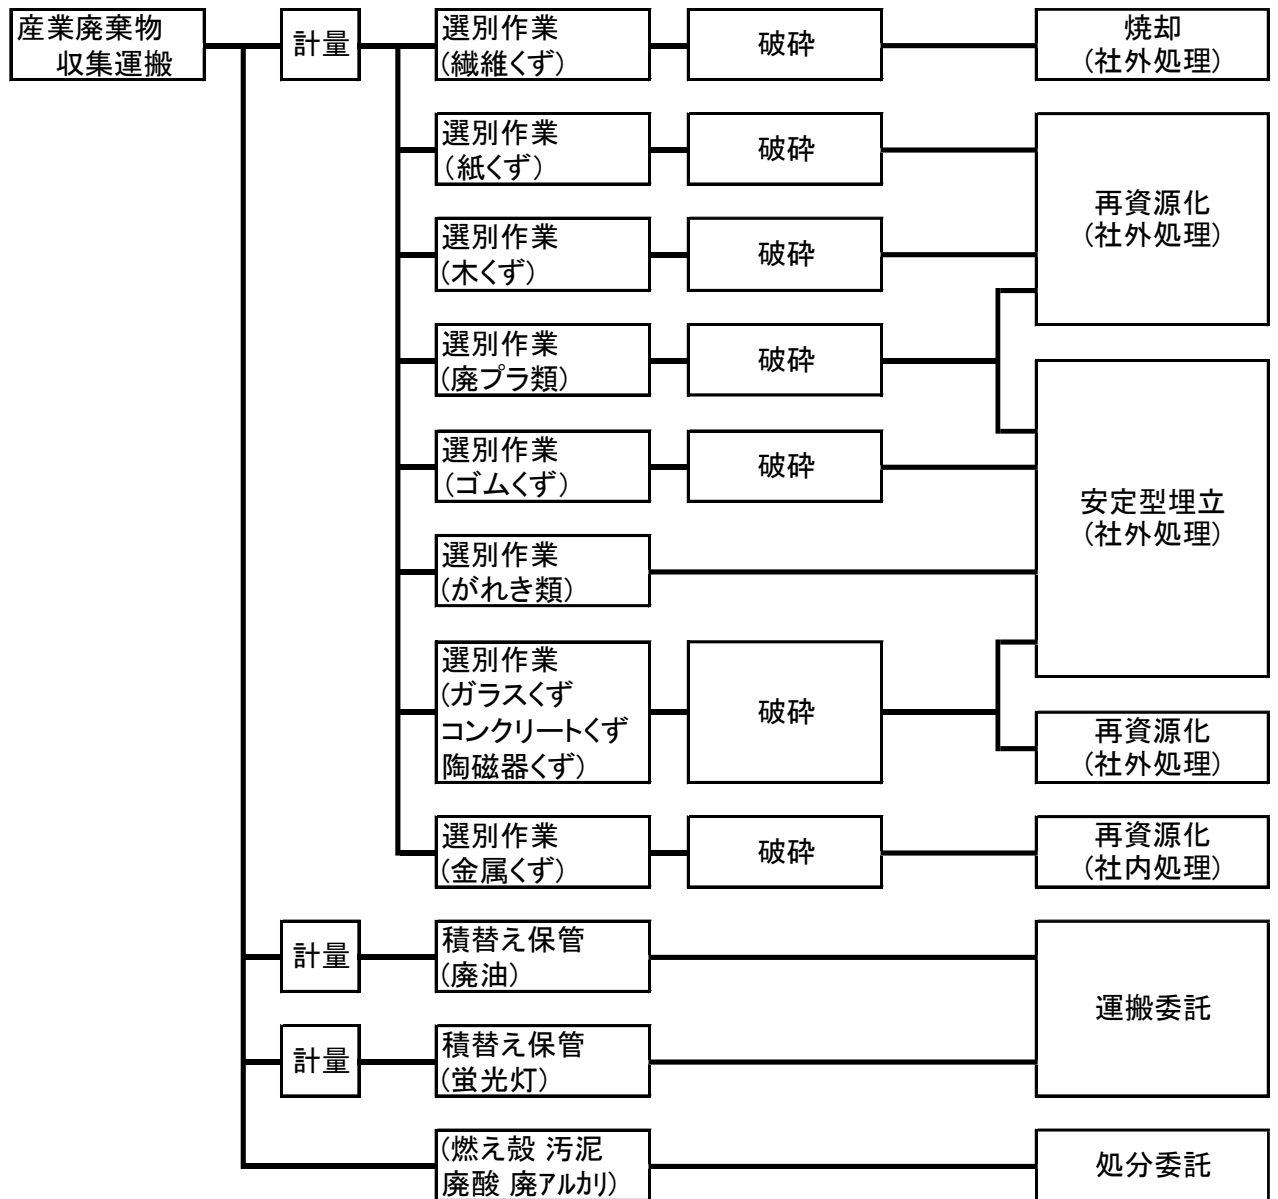 産業廃棄物
収集運搬
計量
選別作業
(繊維くず)
破砕
焼却
(社外処理)
選別作業
(紙くず)
破砕
再資源化
(社外処理)
選別作業
(木くず)
破砕
選別作業
(廃プラ類)
破砕
安定型埋立
(社外処理)
選別作業
(ゴムくず)
破砕
選別作業
(がれき類)
選別作業
(ガラスくず
コンクリートくず
陶磁器くず)
破砕
再資源化
(社外処理)
選別作業
(金属くず)
破砕
再資源化
(社内処理)
計量
積替え保管
(廃油)
運搬委託
計量
積替え保管
(蛍光灯)
(燃え殻 汚泥
廃酸 廃アルカリ)
処分委託